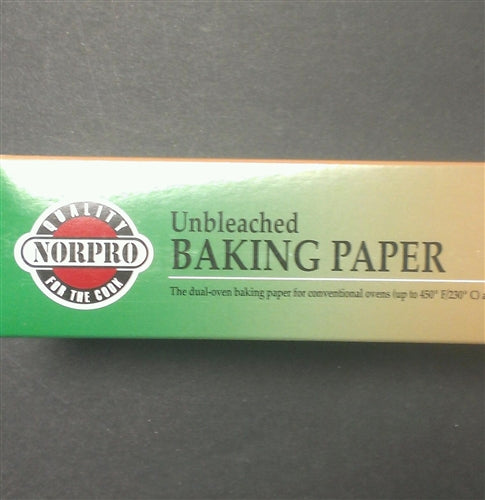 QUALITY
NORPRO
FOR THE COOK
Unbleached
BAKING PAPER
The dual-oven baking paper for conventional ovens (up to 450° F/230° C) a